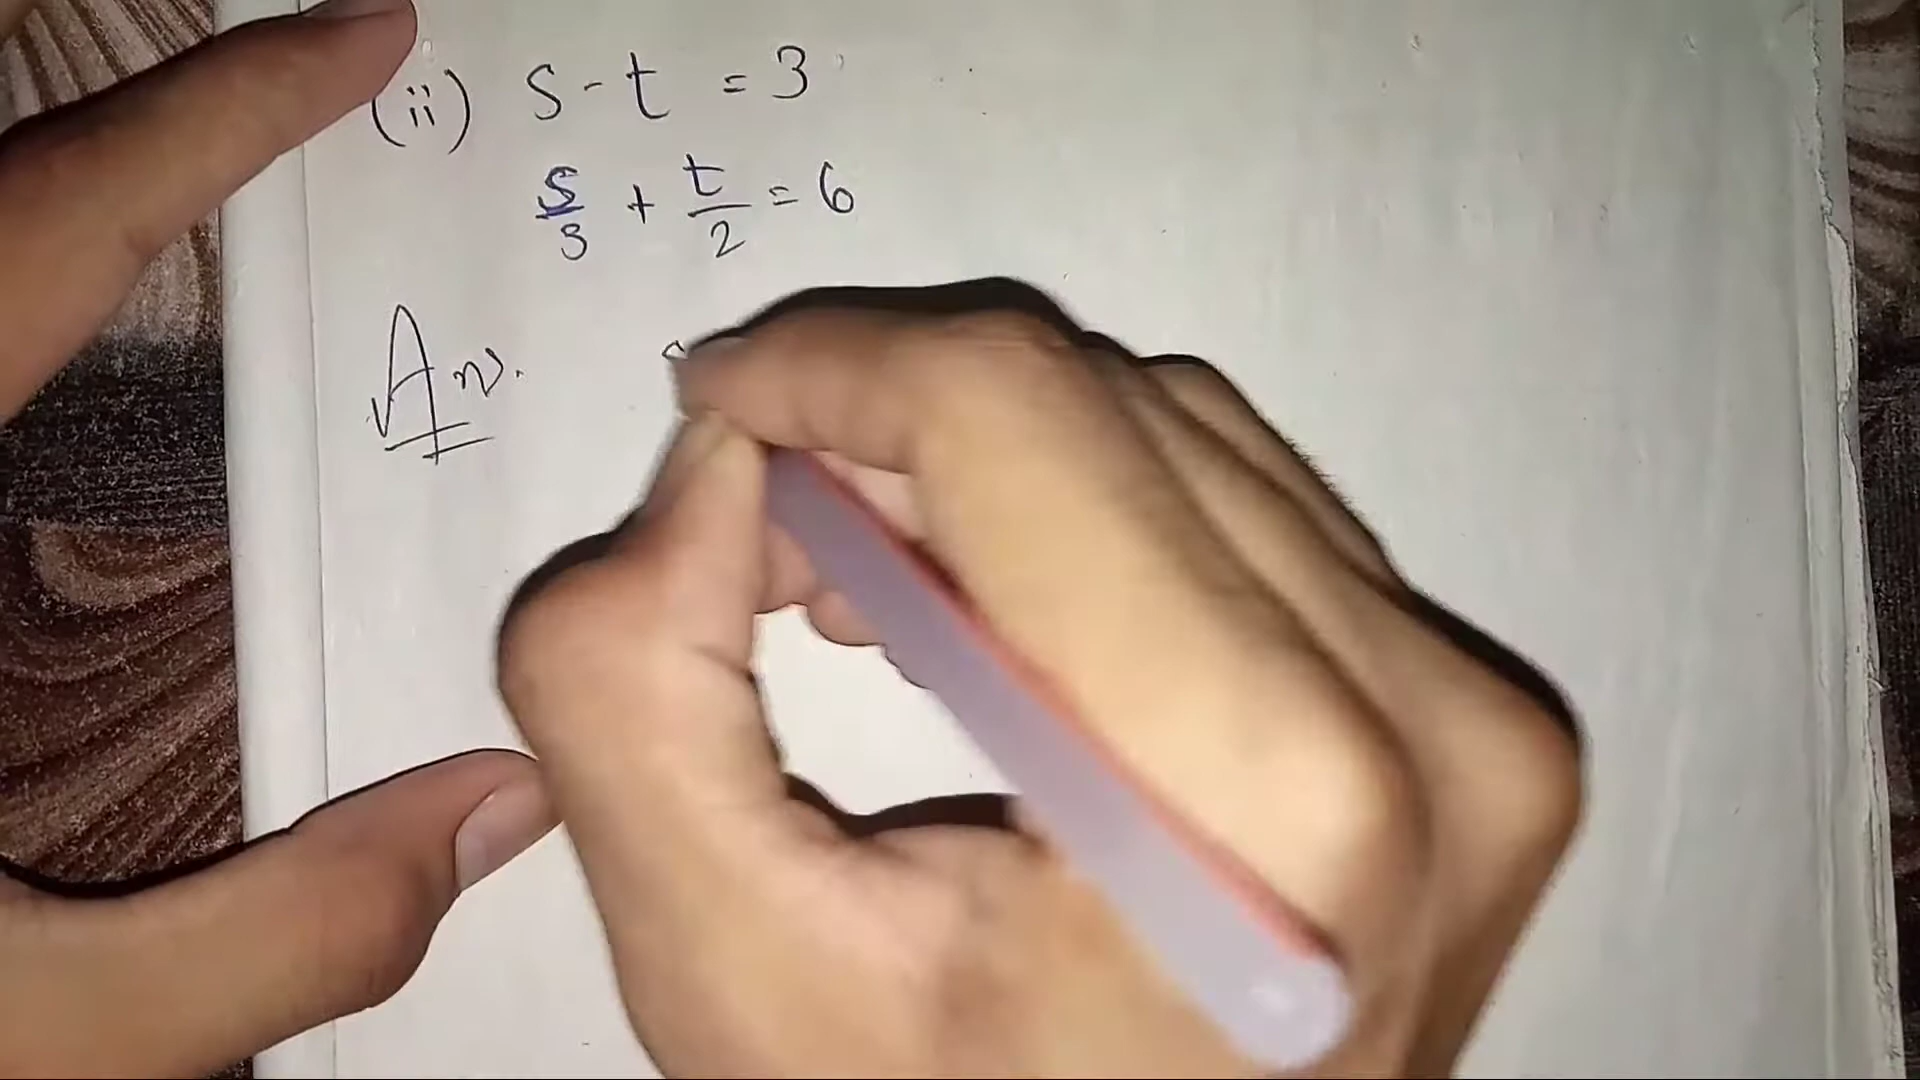 (ii) s - t = 3
s/3 + t/2 = 6
Ans.